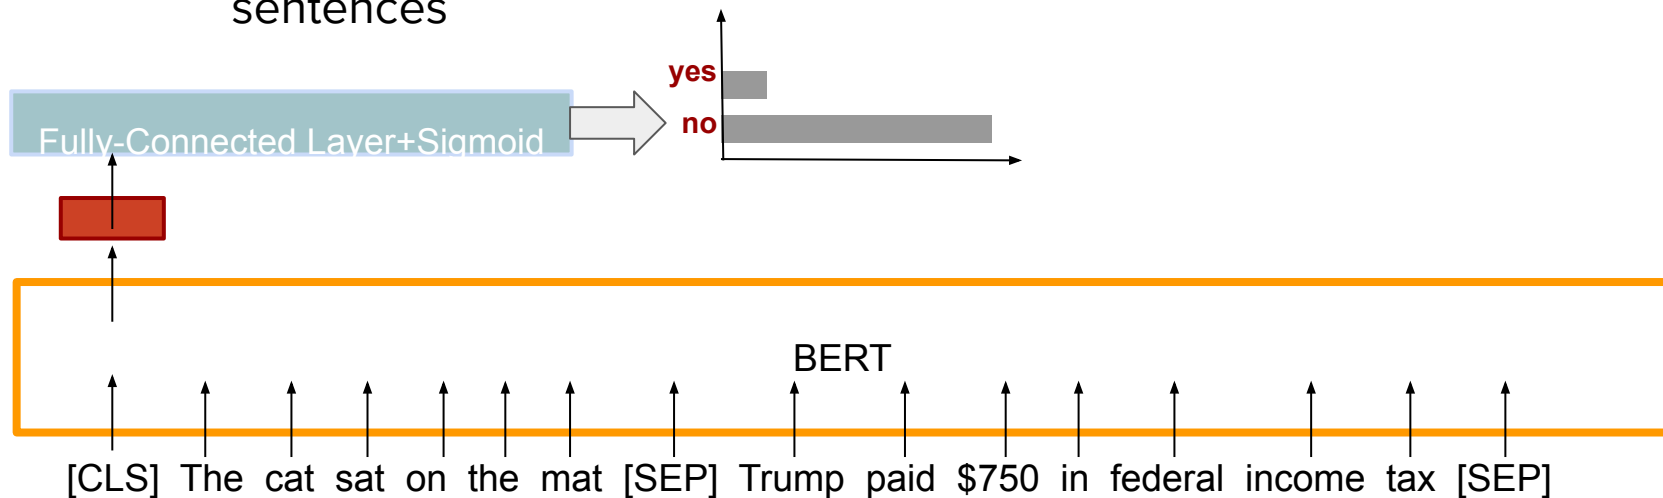 sentences
yes
Fully-Connected Layer+Sigmoid
no
BERT
[CLS] The cat sat on the mat [SEP] Trump paid $750 in federal income tax [SEP]